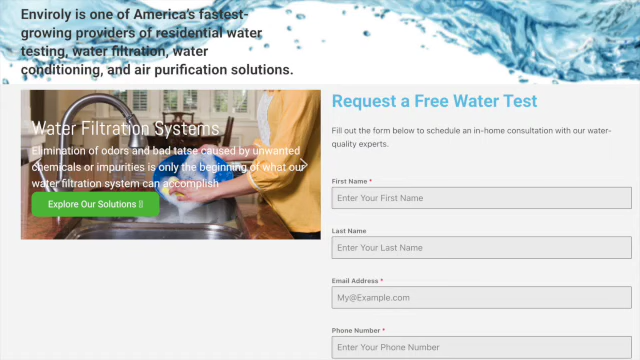 Enviroly is one of America's fastest-
growing providers of residential water
testing, water filtration, water
conditioning, and air purification solutions.
Water Filtration Systems
Elimination of odors and bad tatse caused by unwanted
chemicals or impurities is only the beginning of what our
water filtration system can accomplish
Explore Our Solutions ||
Request a Free Water Test
Fill out the form below to schedule an in-home consultation with our water-
quality experts.
First Name *
Enter Your First Name
Last Name
Enter Your Last Name
Email Address *
My@Example.com
Phone Number *
Enter Your Phone Number